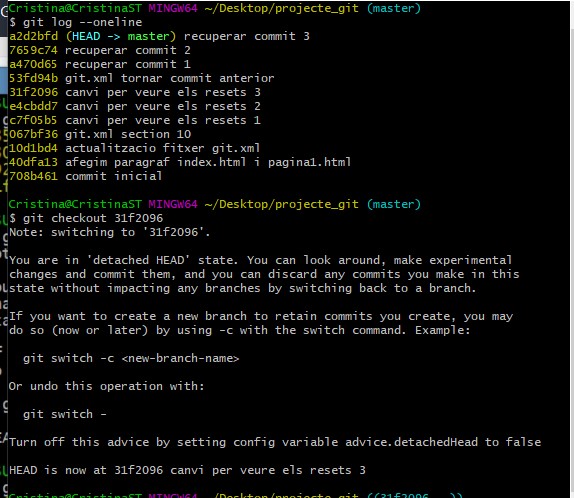 Cristina@CristinaST MINGW64 ~/Desktop/projecte_git (master)
$ git log --oneline
a2d2bfd (HEAD -> master) recuperar commit 3
7659c74 recuperar commit 2
a470d65 recuperar commit 1
53fd94b git.xml tornar commit anterior
31f2096 canvi per veure els resets 3
e4cbdd7 canvi per veure els resets 2
c7f05b5 canvi per veure els resets 1
067bf36 git.xml section 10
10d1bd4 actualitzacio fitxer git.xml
40dfa13 afegim paragraf index.html i pagina1.html
708b461 commit inicial
Cristina@CristinaST MINGW64 ~/Desktop/projecte_git (master)
$ git checkout 31f2096
Note: switching to '31f2096'.
You are in 'detached HEAD' state. You can look around, make experimental
changes and commit them, and you can discard any commits you make in this
state without impacting any branches by switching back to a branch.
If you want to create a new branch to retain commits you create, you may
do so (now or later) by using -c with the switch command. Example:
git switch -c <new-branch-name>
Or undo this operation with:
git switch -
Turn off this advice by setting config variable advice.detachedHead to false
HEAD is now at 31f2096 canvi per veure els resets 3
Cristina@CristinaST MINGW64 ~/Desktop/projecte_git ((31f2096...))